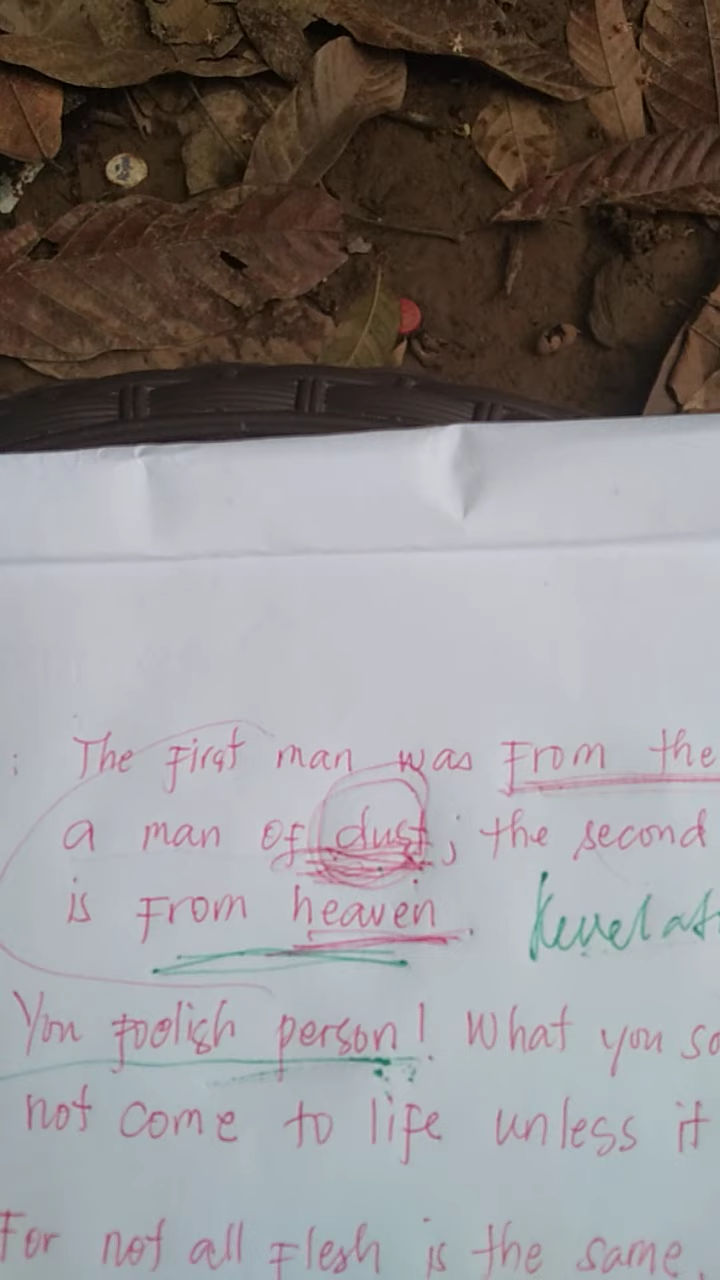 : The First man was From the
a man of dust; the second
is From heaven. Revelat
You Foolish person! What you so
not come to life unless it
For not all Flesh is the same.